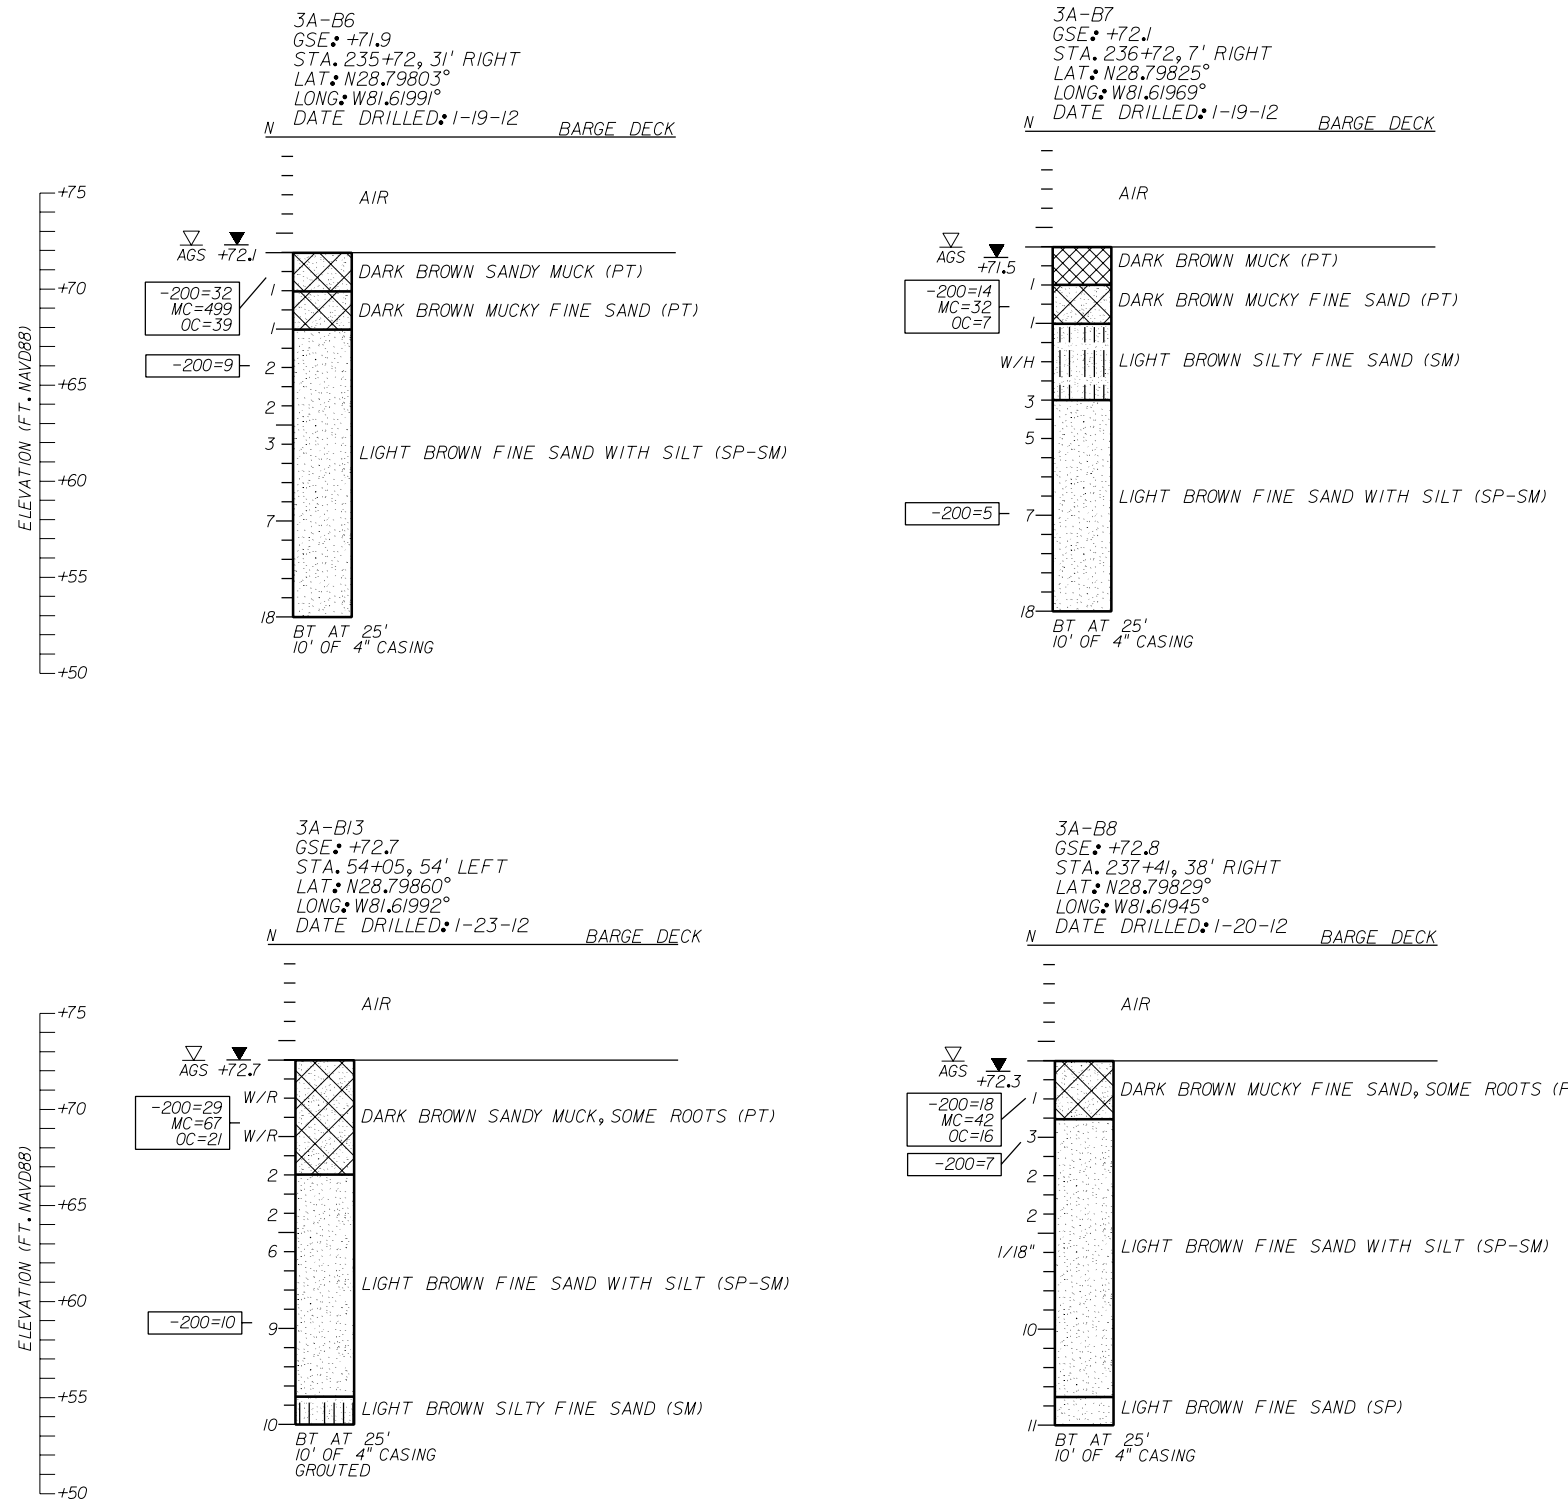 3A-B6
GSE: +71.9
STA. 235+72, 31' RIGHT
LAT: N28.79803°
LONG: W81.61991°
DATE DRILLED: 1-19-12
N
BARGE DECK
AIR
AGS
+72.1
DARK BROWN SANDY MUCK (PT)
-200=32
MC=499
OC=39
1
DARK BROWN MUCKY FINE SAND (PT)
1
-200=9
2
2
3
LIGHT BROWN FINE SAND WITH SILT (SP-SM)
7
18
BT AT 25'
10' OF 4" CASING
+75
+70
+65
+60
+55
+50
ELEVATION (FT. NAVD88)
3A-B7
GSE: +72.1
STA. 236+72, 7' RIGHT
LAT: N28.79825°
LONG: W81.61969°
DATE DRILLED: 1-19-12
N
BARGE DECK
AIR
AGS
+71.5
DARK BROWN MUCK (PT)
-200=14
MC=32
OC=7
1
DARK BROWN MUCKY FINE SAND (PT)
1
W/H
LIGHT BROWN SILTY FINE SAND (SM)
3
5
LIGHT BROWN FINE SAND WITH SILT (SP-SM)
-200=5
7
18
BT AT 25'
10' OF 4" CASING
3A-B13
GSE: +72.7
STA. 54+05, 54' LEFT
LAT: N28.79860°
LONG: W81.61992°
DATE DRILLED: 1-23-12
N
BARGE DECK
AIR
AGS
+72.7
W/R
-200=29
MC=67
OC=21
DARK BROWN SANDY MUCK, SOME ROOTS (PT)
W/R
2
2
6
LIGHT BROWN FINE SAND WITH SILT (SP-SM)
-200=10
9
LIGHT BROWN SILTY FINE SAND (SM)
10
BT AT 25'
10' OF 4" CASING
GROUTED
+75
+70
+65
+60
+55
+50
ELEVATION (FT. NAVD88)
3A-B8
GSE: +72.8
STA. 237+41, 38' RIGHT
LAT: N28.79829°
LONG: W81.61945°
DATE DRILLED: 1-20-12
N
BARGE DECK
AIR
AGS
+72.3
DARK BROWN MUCKY FINE SAND, SOME ROOTS
-200=18
MC=42
OC=16
1
3
-200=7
2
2
1/18"
LIGHT BROWN FINE SAND WITH SILT (SP-SM)
10
LIGHT BROWN FINE SAND (SP)
11
BT AT 25'
10' OF 4" CASING